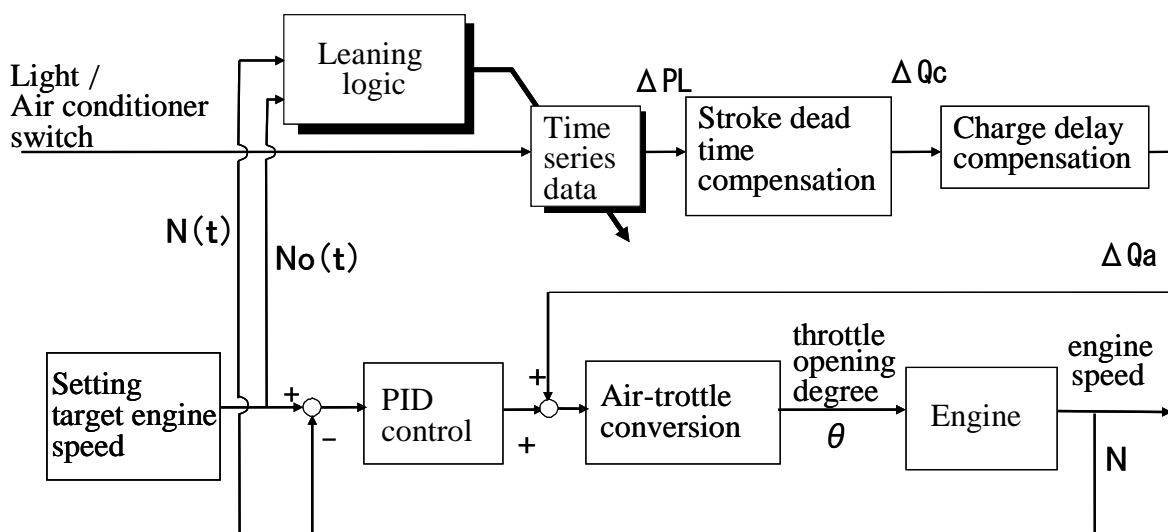 Leaning
logic
Light /
Air conditioner
switch
ΔPL
ΔQc
Time
series
data
Stroke dead
time
compensation
Charge delay
compensation
N(t)
No(t)
ΔQa
Setting
target engine
speed
+
−
PID
control
+
+
Air-trottle
conversion
throttle
opening
degree
θ
Engine
engine
speed
N